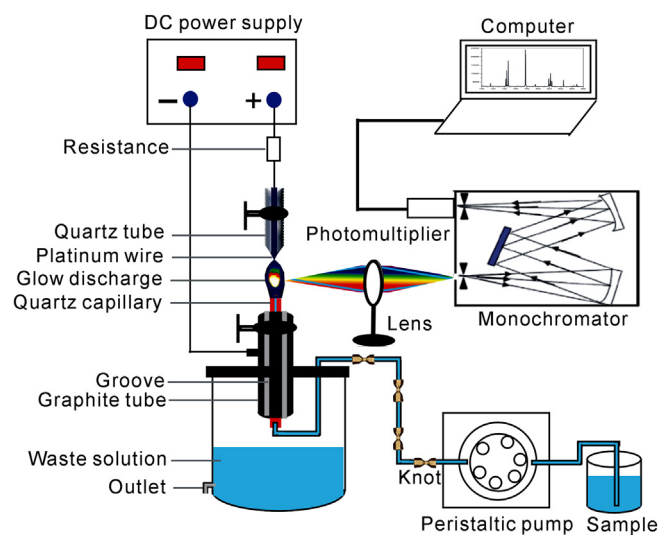 DC power supply
Computer
− +
Resistance
Quartz tube
Platinum wire
Glow discharge
Quartz capillary
Photomultiplier
Lens
Monochromator
Groove
Graphite tube
Waste solution
Outlet
Knot
Peristaltic pump
Sample